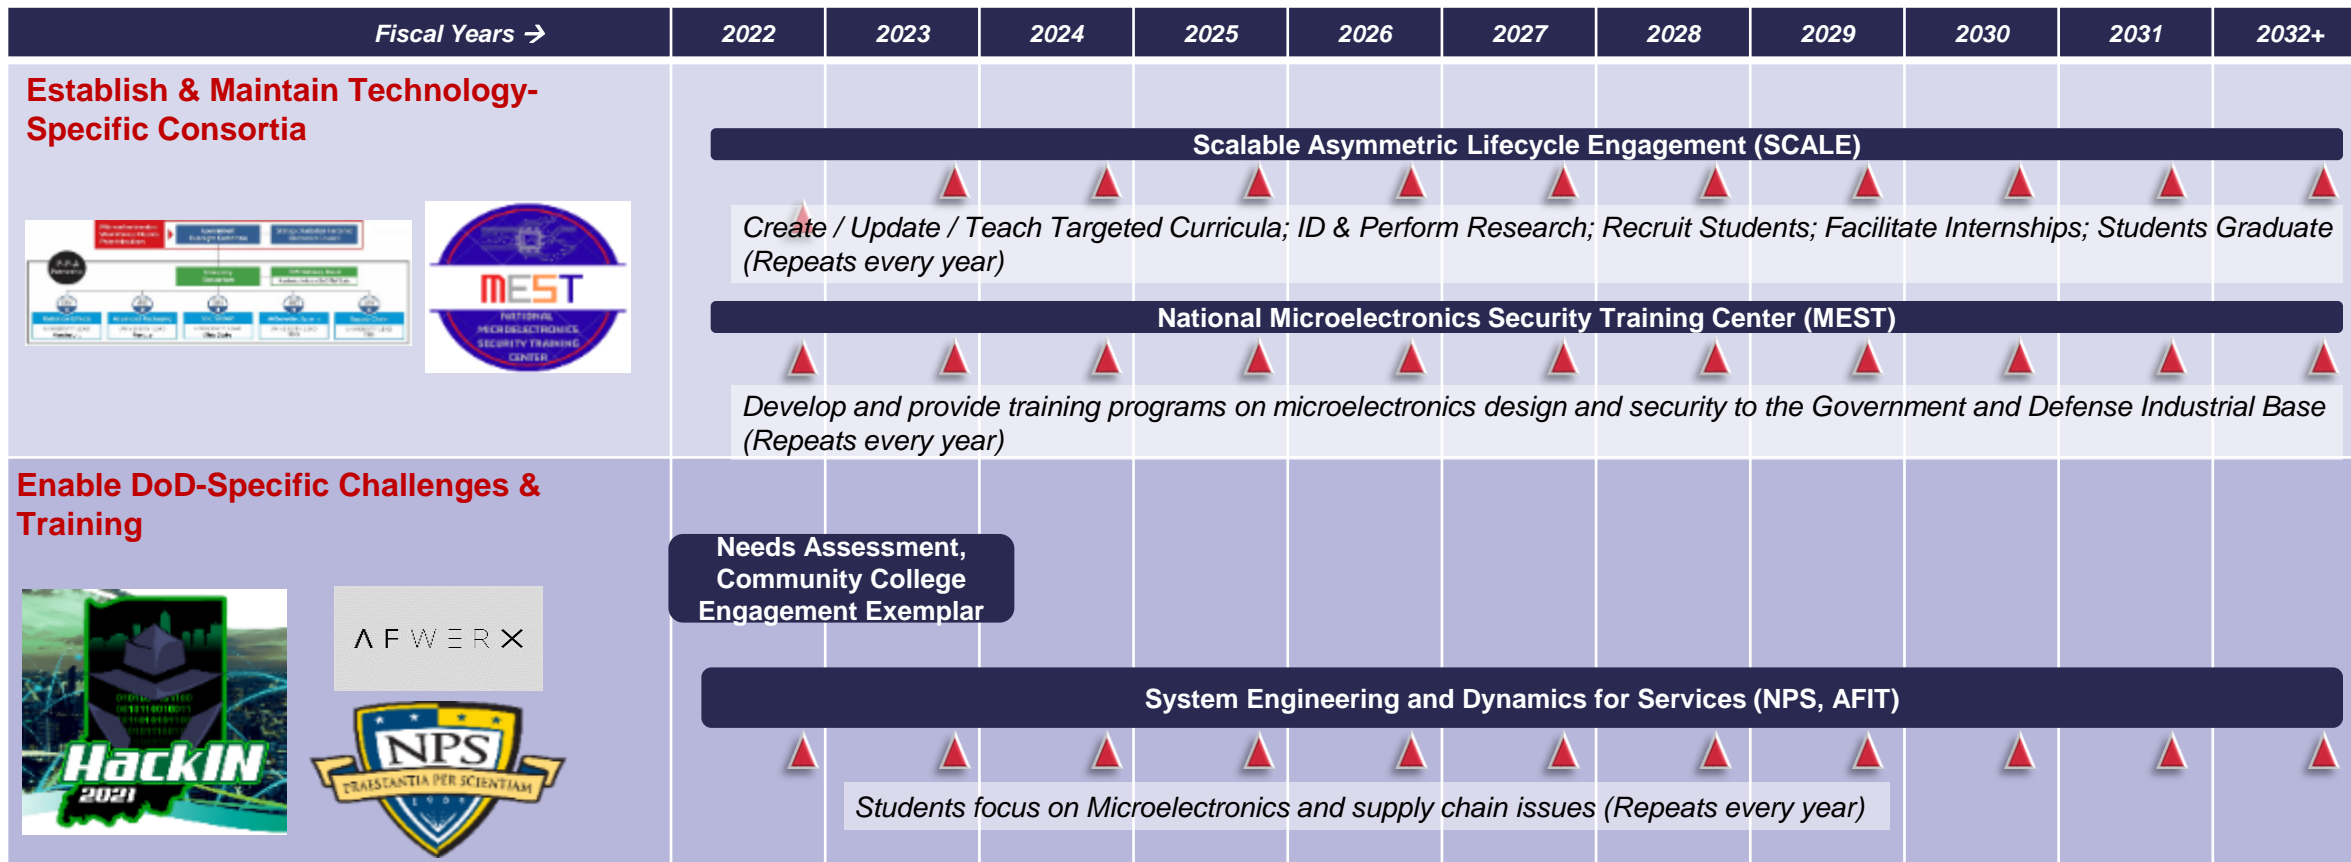 Fiscal Years →
2022
2023
2024
2025
2026
2027
2028
2029
2030
2031
2032+
Establish & Maintain Technology-
Specific Consortia
Scalable Asymmetric Lifecycle Engagement (SCALE)
Create / Update / Teach Targeted Curricula; ID & Perform Research; Recruit Students; Facilitate Internships; Students Graduate
(Repeats every year)
MEST
NATIONAL
MICROELECTRONICS
SECURITY TRAINING
CENTER
National Microelectronics Security Training Center (MEST)
Develop and provide training programs on microelectronics design and security to the Government and Defense Industrial Base
(Repeats every year)
Enable DoD-Specific Challenges &
Training
Needs Assessment,
Community College
Engagement Exemplar
AFWERX
HackIN
2021
NPS
PRAESTANTIA PER SCIENTIAM
1909
System Engineering and Dynamics for Services (NPS, AFIT)
Students focus on Microelectronics and supply chain issues (Repeats every year)